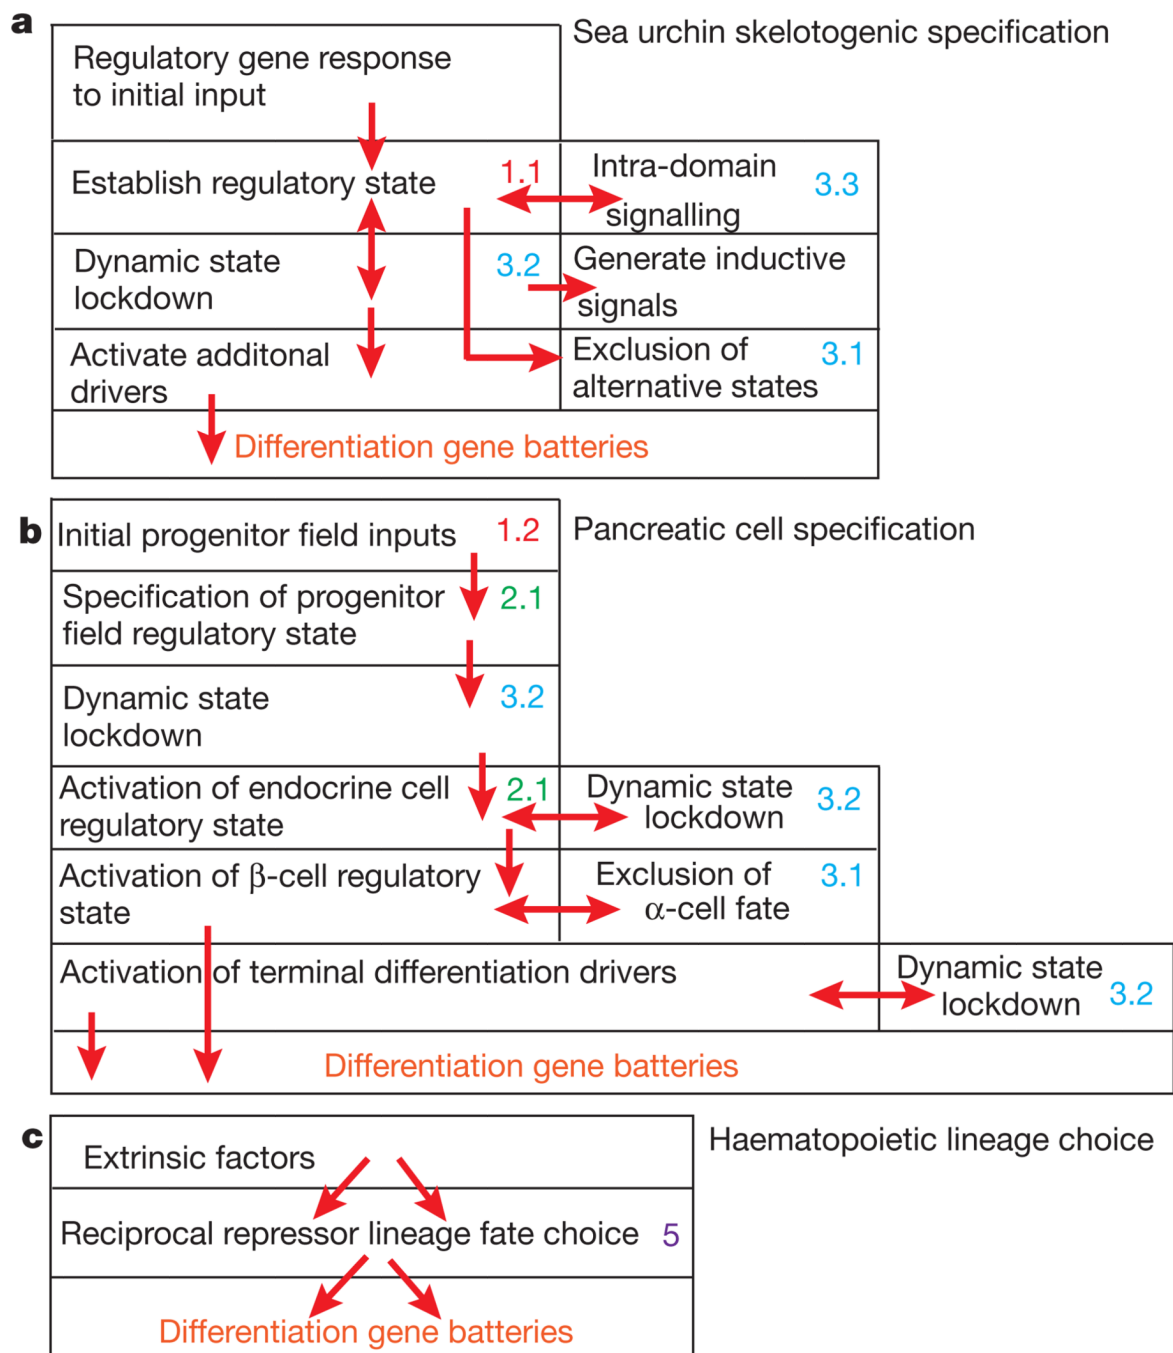 a
Sea urchin skelotogenic specification
Regulatory gene response
to initial input
Establish regulatory state
1.1
Intra-domain
signalling
3.3
Dynamic state
lockdown
3.2
Generate inductive
signals
Activate additonal
drivers
Exclusion of
alternative states
3.1
Differentiation gene batteries
b
Initial progenitor field inputs
1.2
Pancreatic cell specification
Specification of progenitor
field regulatory state
2.1
Dynamic state
lockdown
3.2
Activation of endocrine cell
regulatory state
2.1
Dynamic state
lockdown
3.2
Activation of β-cell regulatory
state
Exclusion of
α-cell fate
3.1
Activation of terminal differentiation drivers
Dynamic state
lockdown
3.2
Differentiation gene batteries
c
Haematopoietic lineage choice
Extrinsic factors
Reciprocal repressor lineage fate choice
5
Differentiation gene batteries